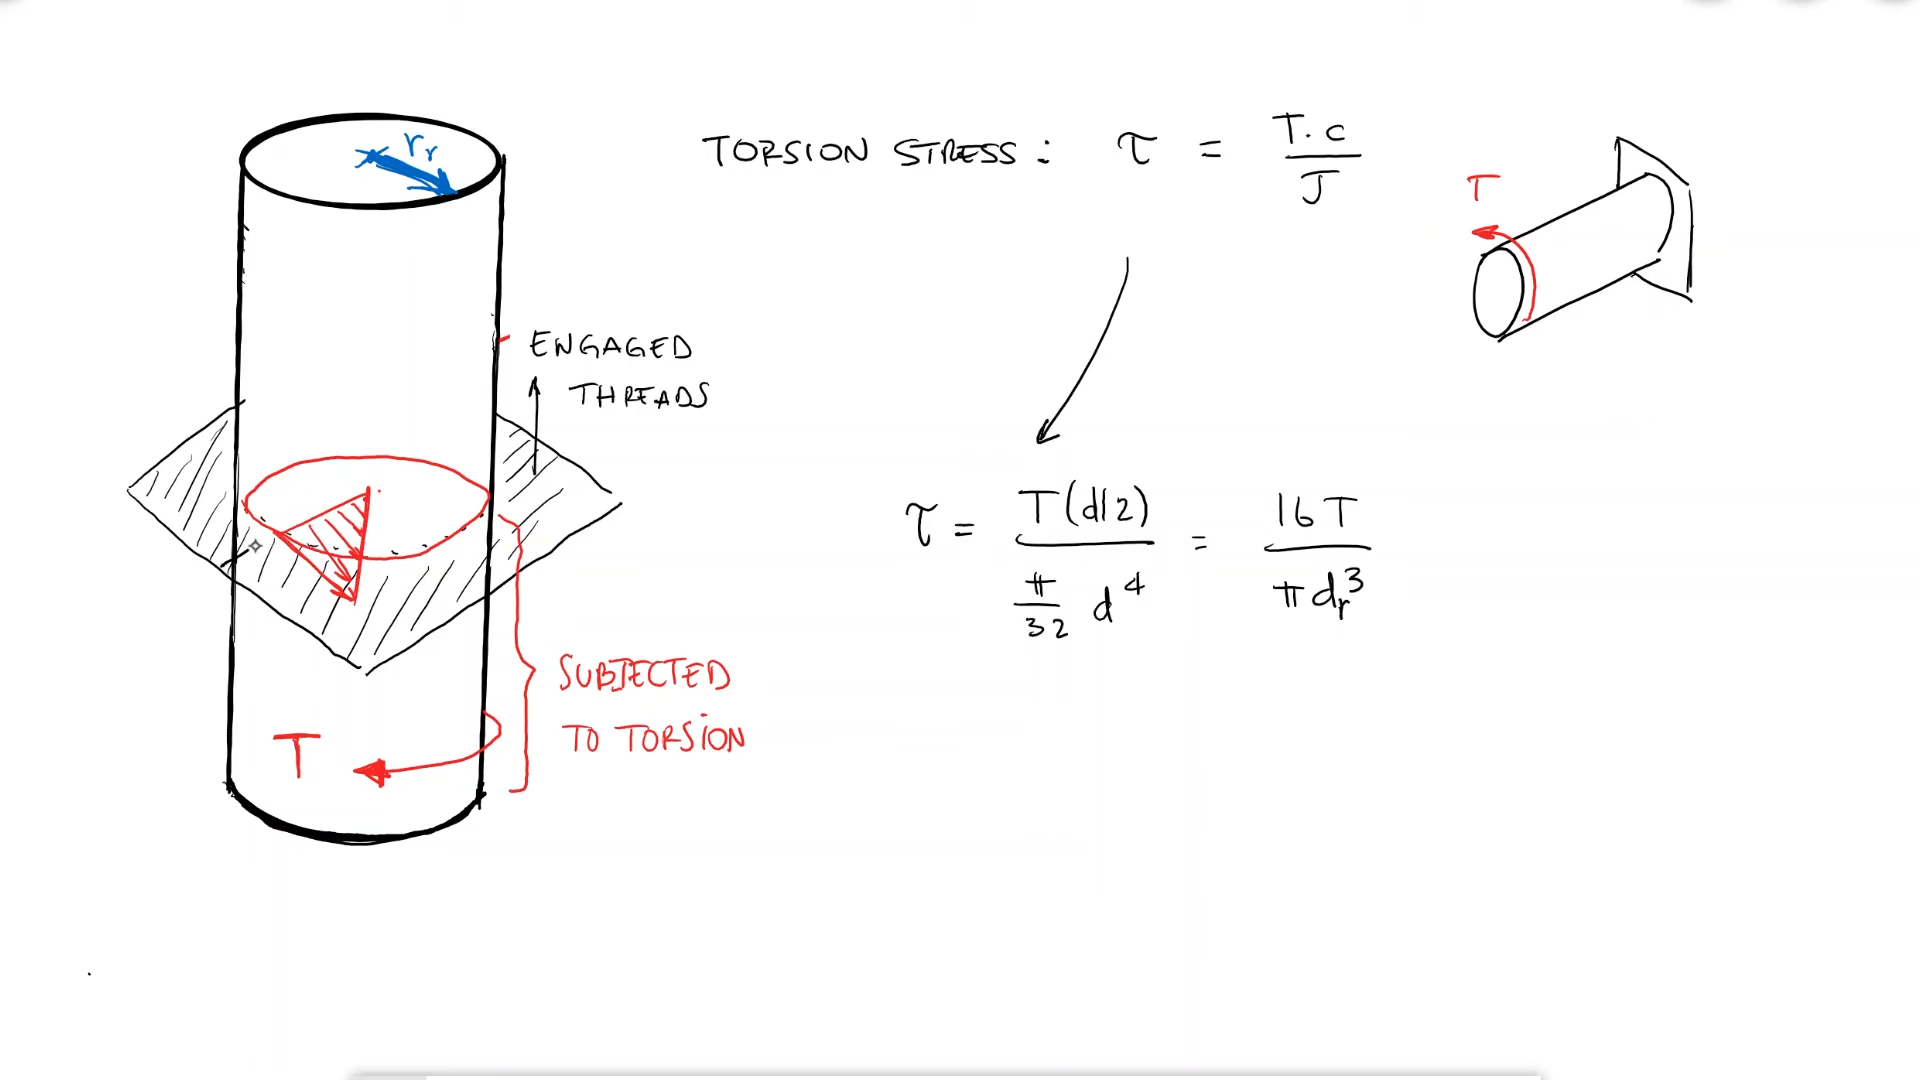 r_r
TORSION STRESS : τ = T·c / J
T
ENGAGED
THREADS
τ = T(d/2) / (π/32 d^4) = 16T / (π d_r^3)
SUBJECTED
TO TORSION
T